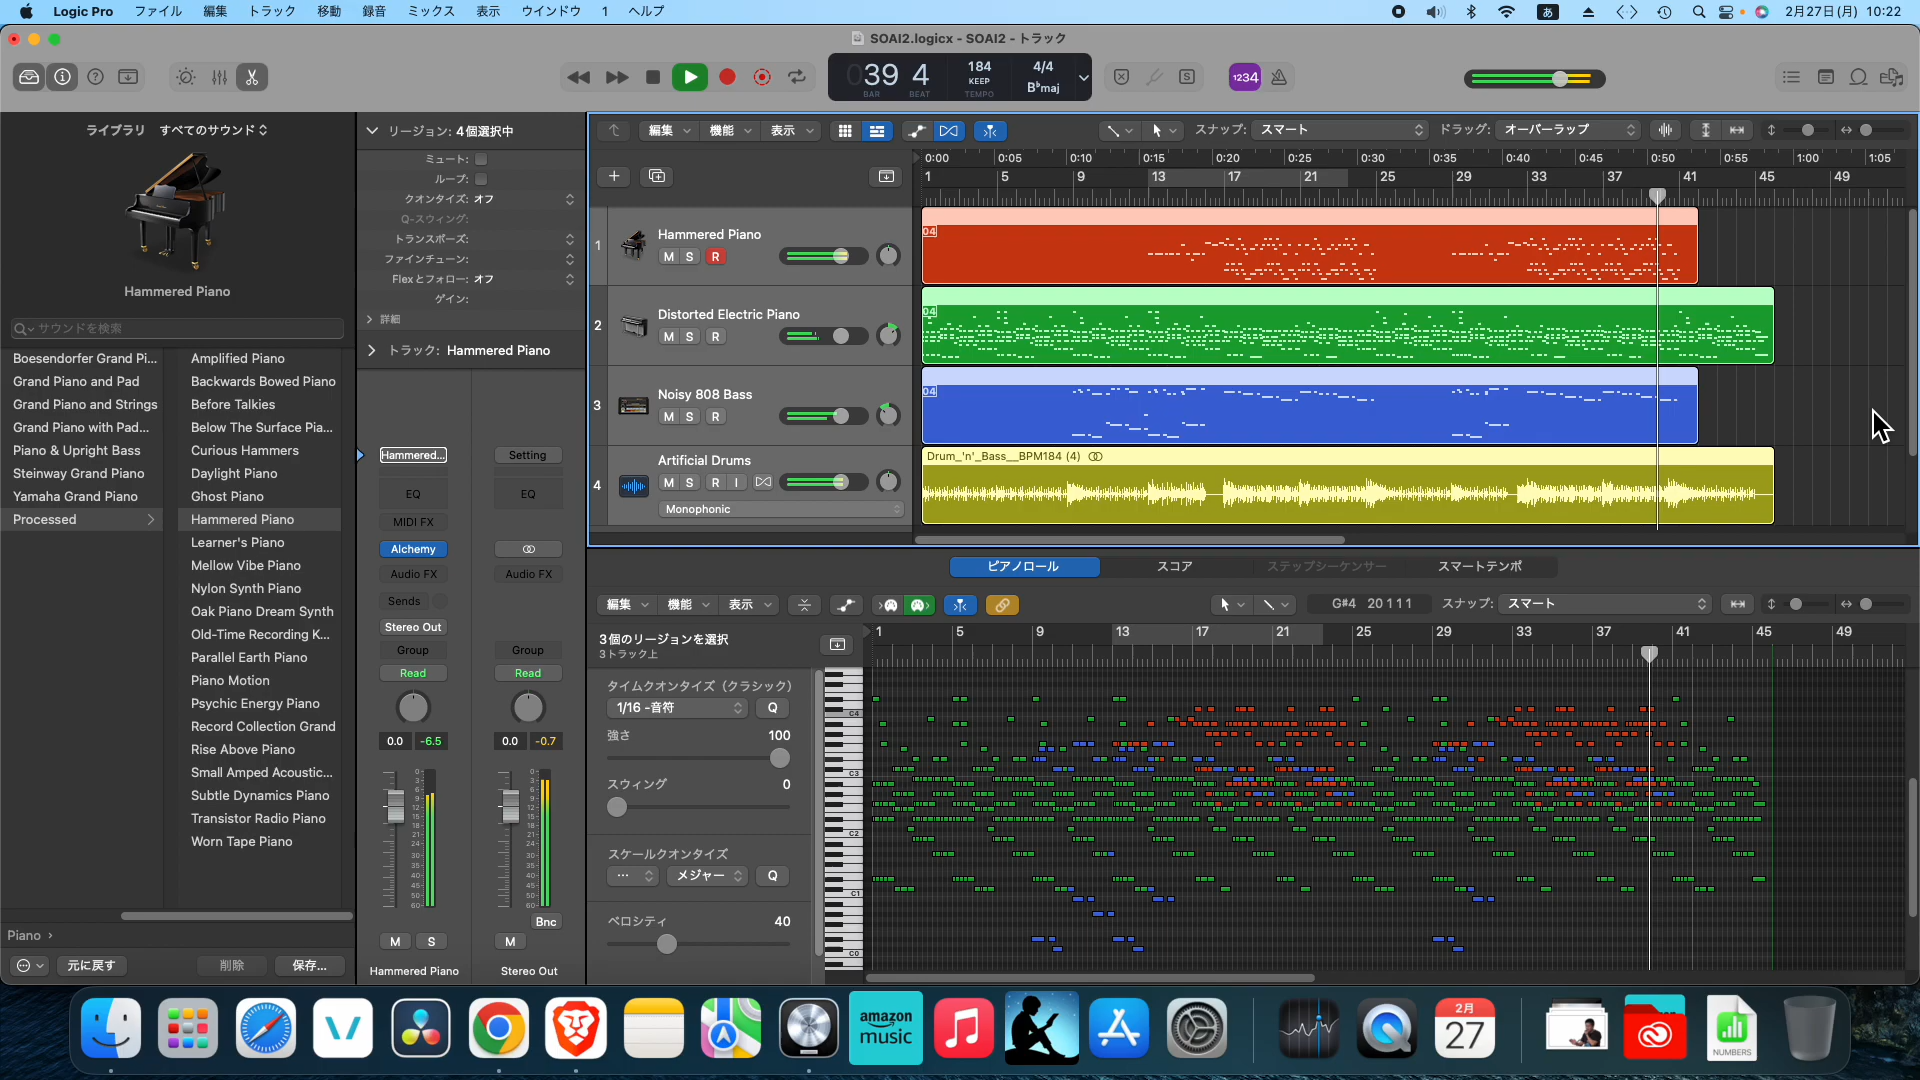 Logic Pro ファイル 編集 トラック 移動 録音 ミックス 表示 ウインドウ 1 ヘルプ あ 2月27日(月) 10:22
SOAI2.logicx - SOAI2 - トラック
039 4 184 KEEP 4/4 B♭maj
BAR BEAT TEMPO
1234
ライブラリ すべてのサウンド
Hammered Piano
サウンドを検索
Boesendorfer Grand Pi...
Grand Piano and Pad
Grand Piano and Strings
Grand Piano with Pad...
Piano & Upright Bass
Steinway Grand Piano
Yamaha Grand Piano
Processed
Amplified Piano
Backwards Bowed Piano
Before Talkies
Below The Surface Pia...
Curious Hammers
Daylight Piano
Ghost Piano
Hammered Piano
Learner's Piano
Mellow Vibe Piano
Nylon Synth Piano
Oak Piano Dream Synth
Old-Time Recording K...
Parallel Earth Piano
Piano Motion
Psychic Energy Piano
Record Collection Grand
Rise Above Piano
Small Amped Acoustic...
Subtle Dynamics Piano
Transistor Radio Piano
Worn Tape Piano
Piano ›
元に戻す 削除 保存...
リージョン: 4個選択中
ミュート:
ループ:
クオンタイズ: オフ
Q-スウィング:
トランスポーズ:
ファインチューン:
Flexとフォロー: オフ
ゲイン:
詳細
トラック: Hammered Piano
Hammered... Setting
EQ EQ
MIDI FX
Alchemy
Audio FX Audio FX
Sends
Stereo Out
Group Group
Read Read
0.0 -6.5 0.0 -0.7
Bnc
M S M
Hammered Piano Stereo Out
編集 機能 表示 スナップ: スマート ドラッグ: オーバーラップ
0:00 0:05 0:10 0:15 0:20 0:25 0:30 0:35 0:40 0:45 0:50 0:55 1:00 1:05
1 5 9 13 17 21 25 29 33 37 41 45 49
1 Hammered Piano
M S R
04
2 Distorted Electric Piano
M S R
04
3 Noisy 808 Bass
M S R
04
4 Artificial Drums
M S R I
Monophonic
Drum_'n'_Bass__BPM184 (4)
ピアノロール スコア ステップシーケンサー スマートテンポ
編集 機能 表示 G#4 20 1 1 1 スナップ: スマート
3個のリージョンを選択
3トラック上
1 5 9 13 17 21 25 29 33 37 41 45 49
タイムクオンタイズ（クラシック）
1/16 -音符 Q
強さ 100
スウィング 0
スケールクオンタイズ
... メジャー Q
ベロシティ 40
C4
C3
C2
C1
C0
amazon music
2月
27
NUMBERS